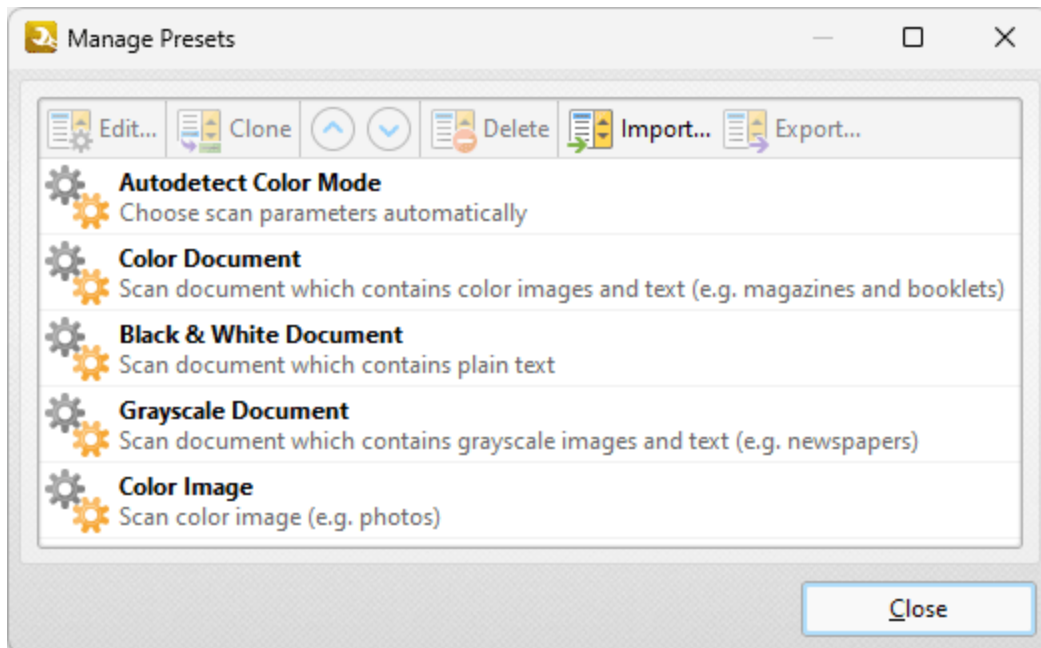 Manage Presets
Edit... Clone Delete Import... Export...
Autodetect Color Mode
Choose scan parameters automatically
Color Document
Scan document which contains color images and text (e.g. magazines and booklets)
Black & White Document
Scan document which contains plain text
Grayscale Document
Scan document which contains grayscale images and text (e.g. newspapers)
Color Image
Scan color image (e.g. photos)
Close